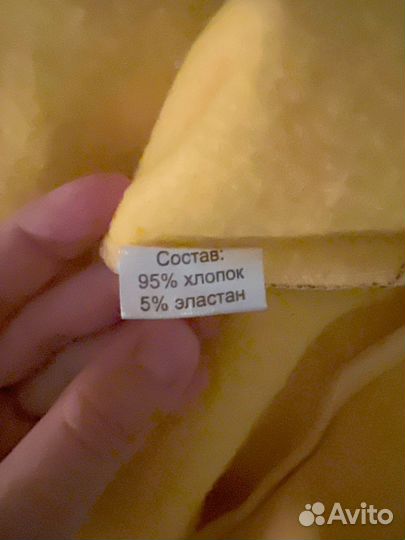 Состав:
95% хлопок
5% эластан
Avito